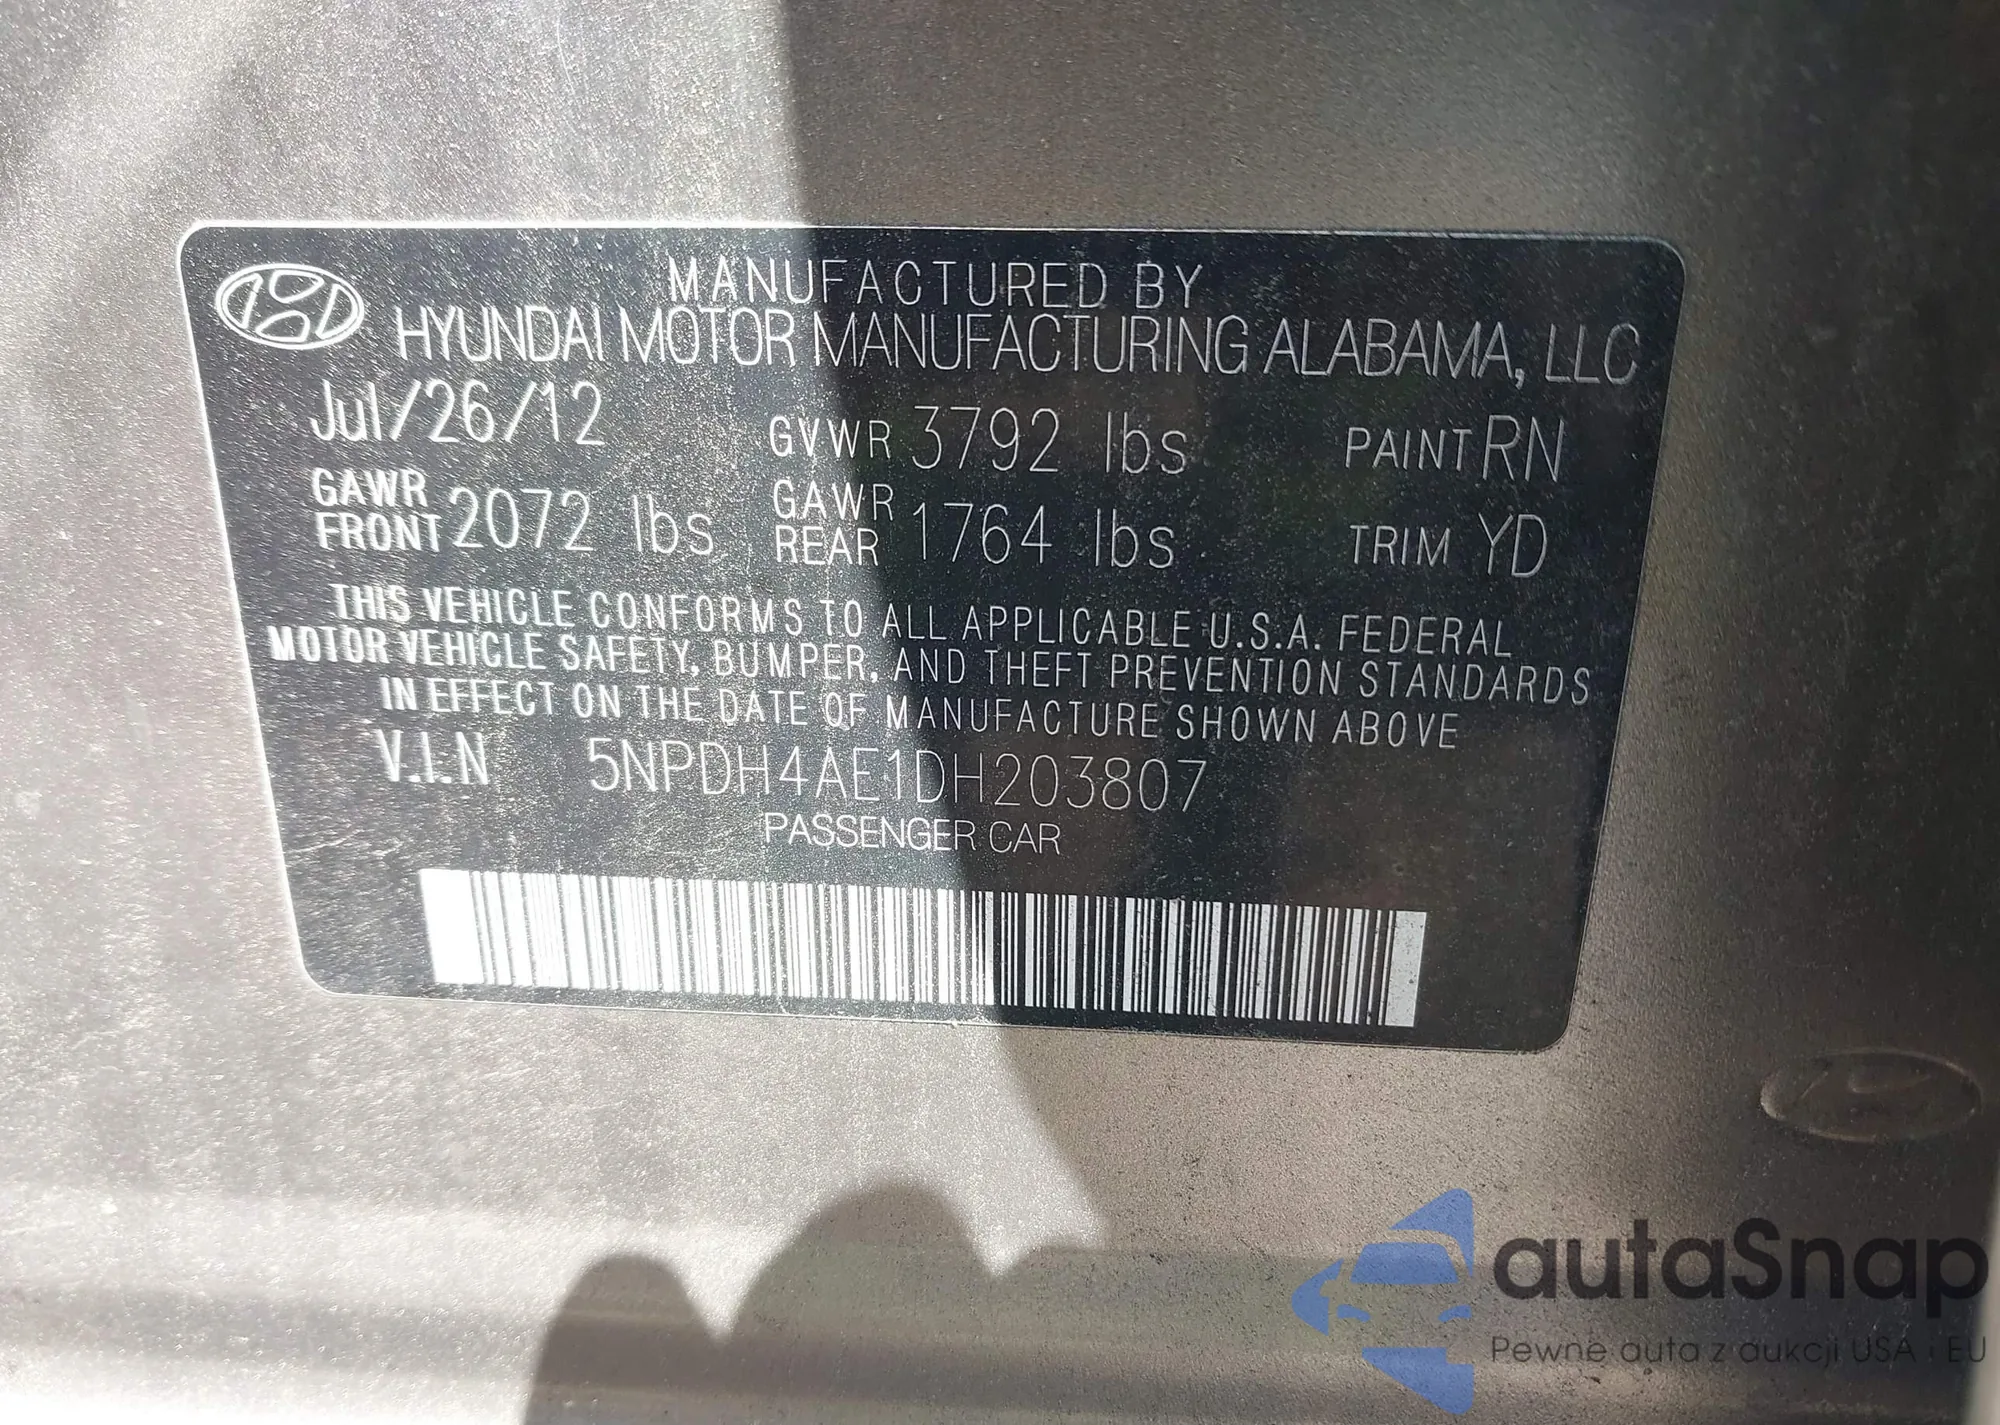 MANUFACTURED BY
HYUNDAI MOTOR MANUFACTURING ALABAMA, LLC
Jul/26/12 GVWR 3792 lbs PAINT RN
GAWR FRONT 2072 lbs GAWR REAR 1764 lbs TRIM YD
THIS VEHICLE CONFORMS TO ALL APPLICABLE U.S.A. FEDERAL
MOTOR VEHICLE SAFETY, BUMPER, AND THEFT PREVENTION STANDARDS
IN EFFECT ON THE DATE OF MANUFACTURE SHOWN ABOVE
V.I.N 5NPDH4AE1DH203807
PASSENGER CAR
autaSnap
Pewne auta z aukcji USA i EU